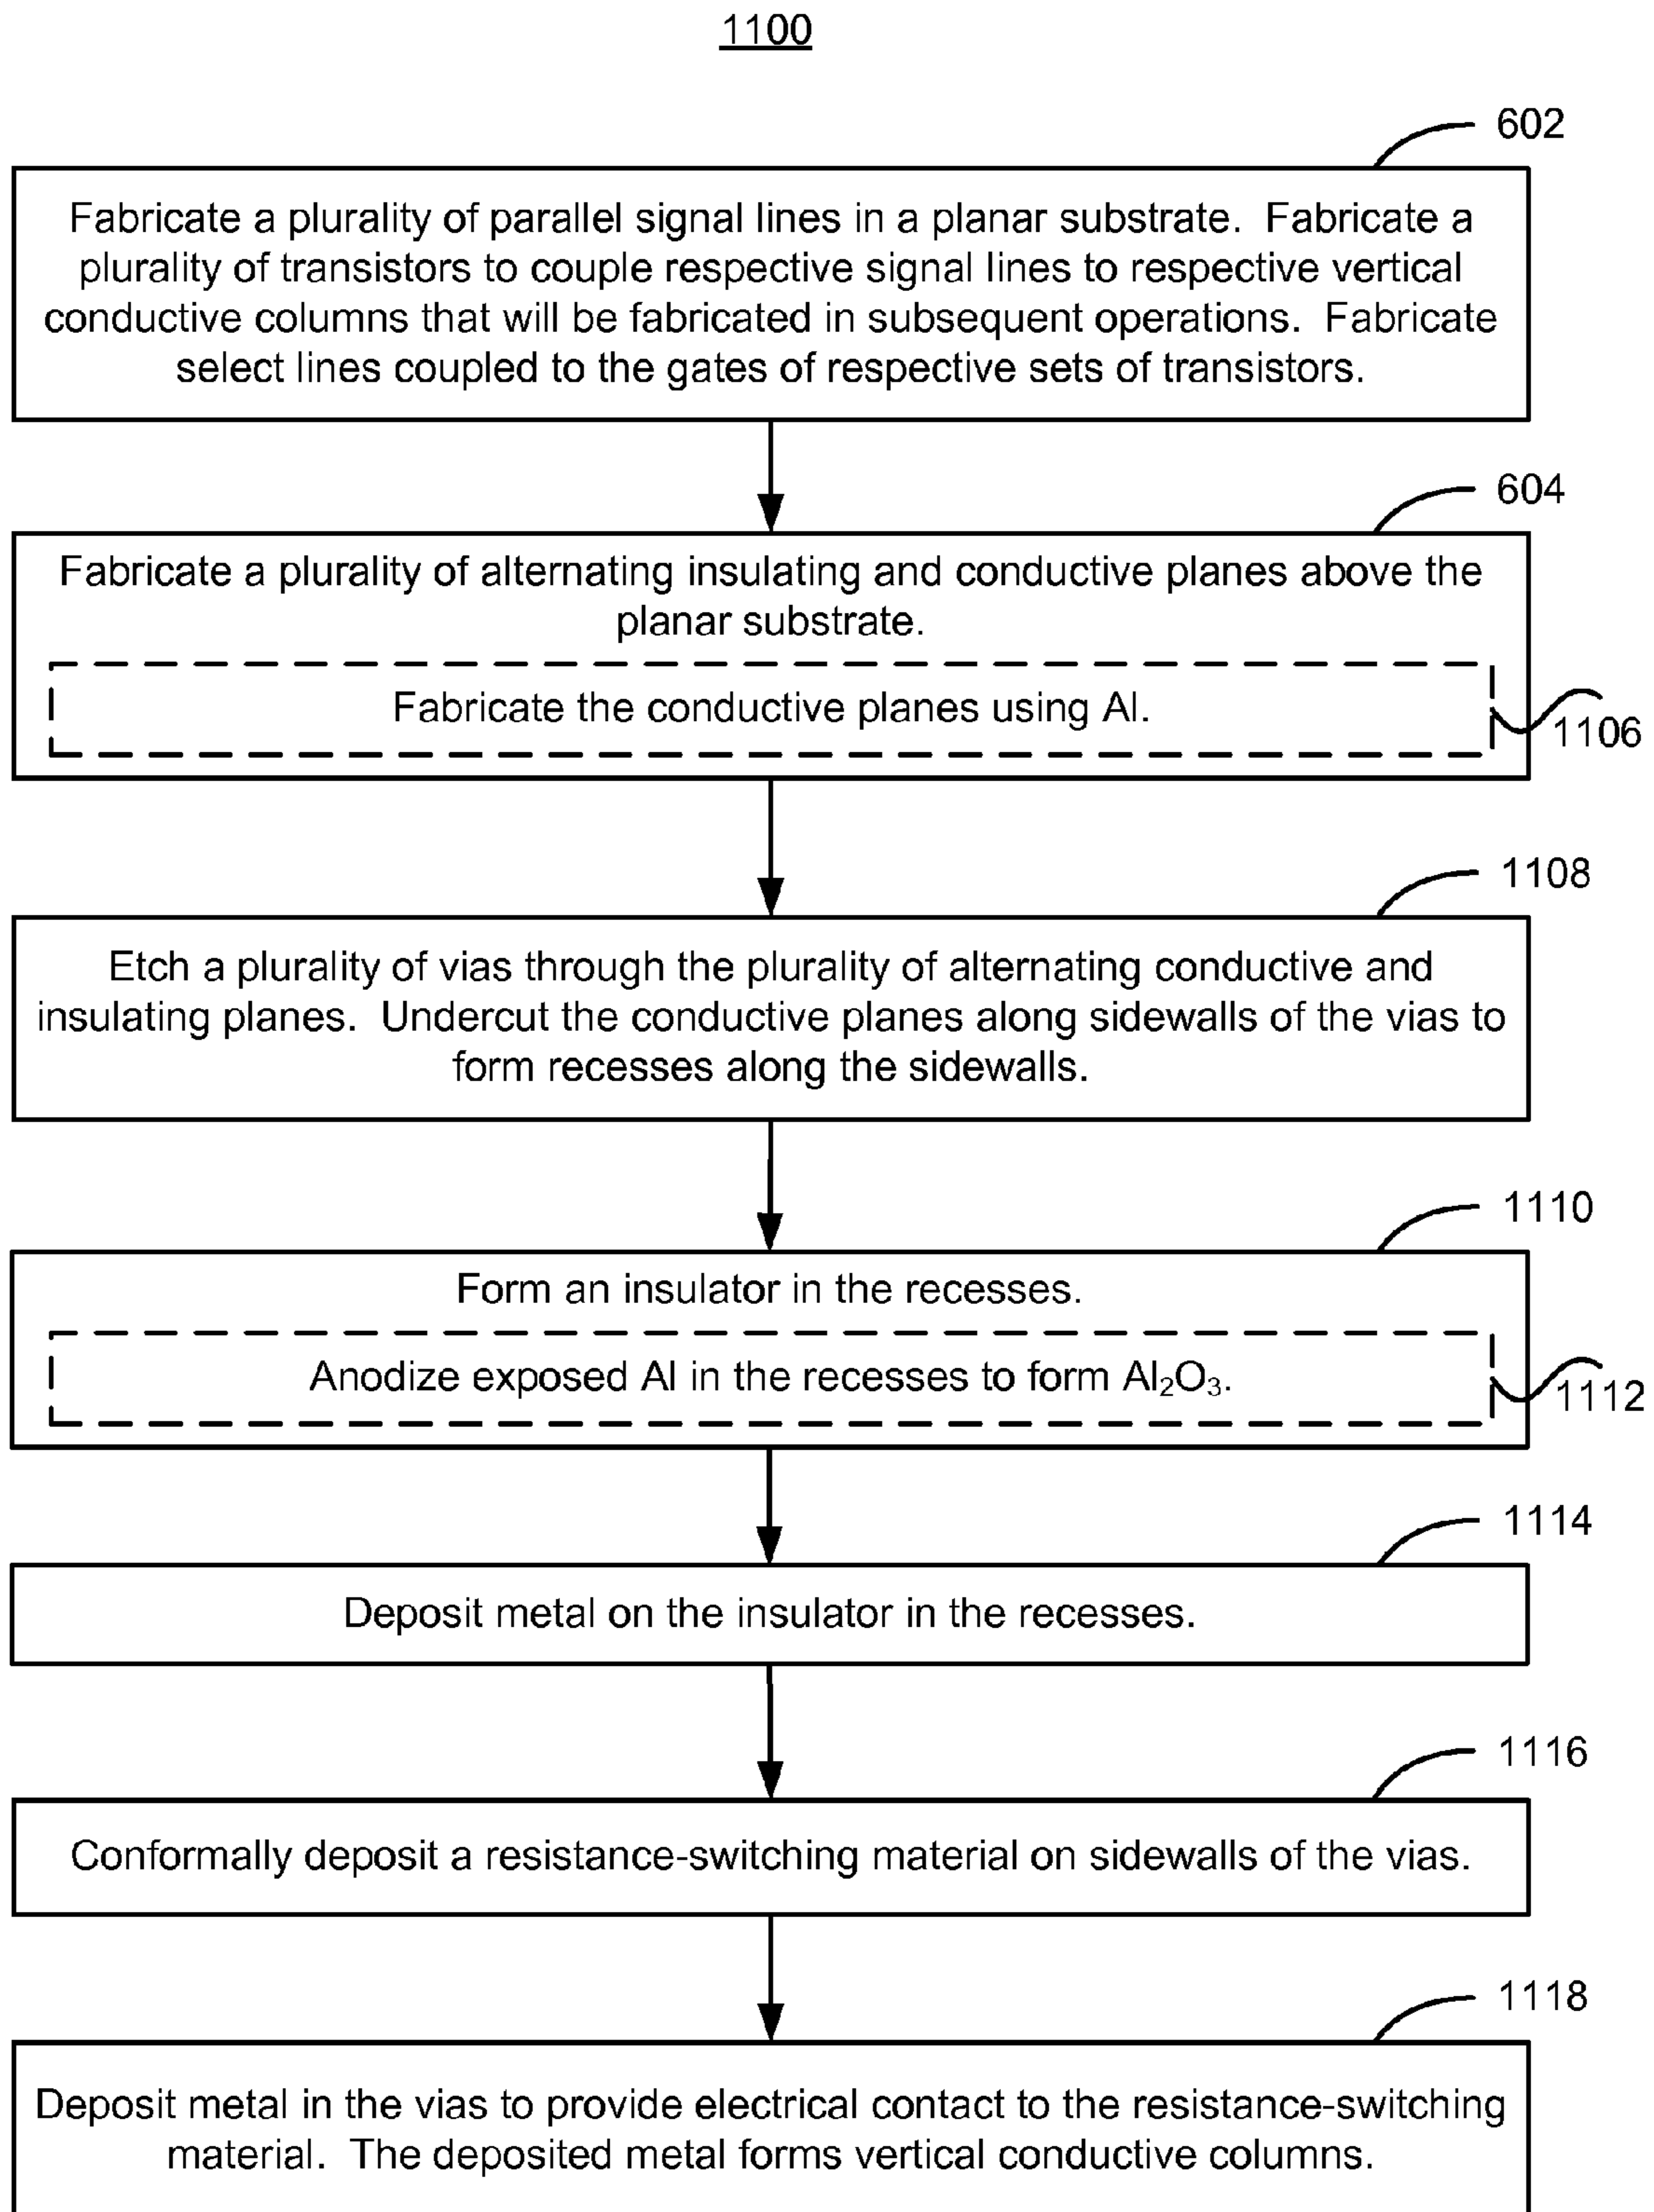 1100
602
Fabricate a plurality of parallel signal lines in a planar substrate.  Fabricate a
plurality of transistors to couple respective signal lines to respective vertical
conductive columns that will be fabricated in subsequent operations.  Fabricate
select lines coupled to the gates of respective sets of transistors.
604
Fabricate a plurality of alternating insulating and conductive planes above the
planar substrate.
Fabricate the conductive planes using Al.
1106
1108
Etch a plurality of vias through the plurality of alternating conductive and
insulating planes.  Undercut the conductive planes along sidewalls of the vias to
form recesses along the sidewalls.
1110
Form an insulator in the recesses.
Anodize exposed Al in the recesses to form Al₂O₃.
1112
1114
Deposit metal on the insulator in the recesses.
1116
Conformally deposit a resistance-switching material on sidewalls of the vias.
1118
Deposit metal in the vias to provide electrical contact to the resistance-switching
material.  The deposited metal forms vertical conductive columns.